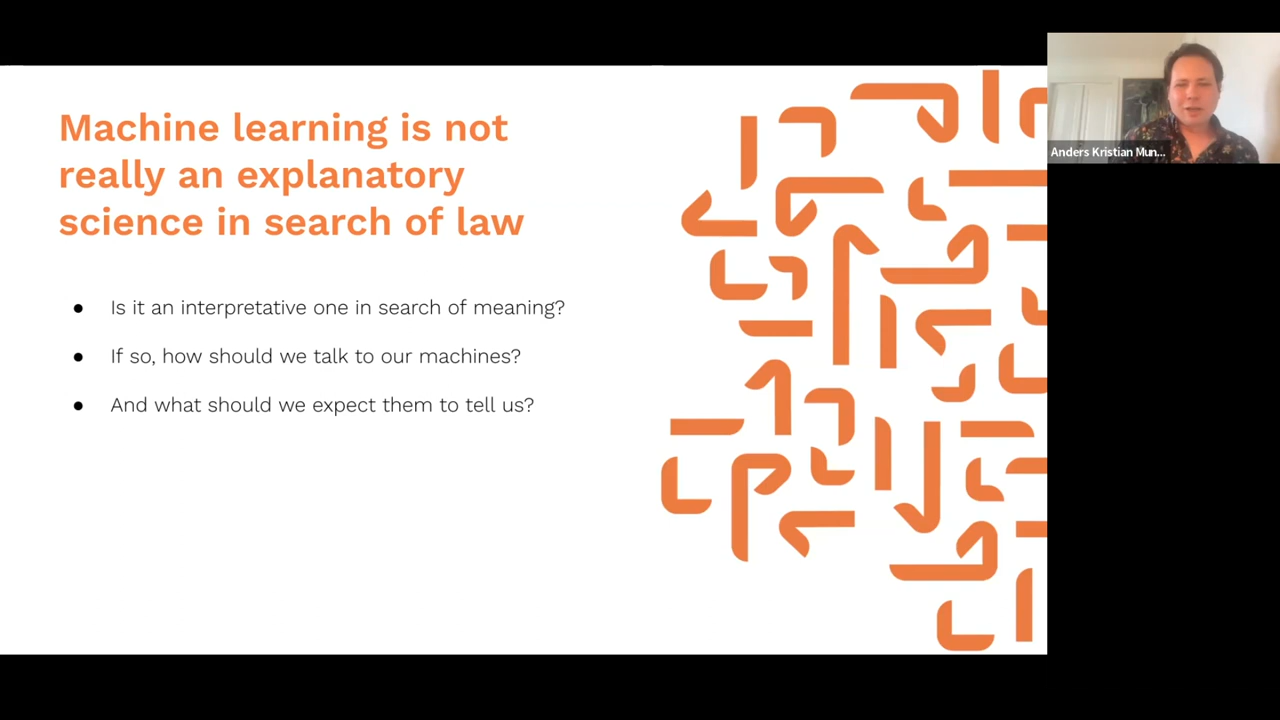 Machine learning is not
really an explanatory
science in search of law
● Is it an interpretative one in search of meaning?
● If so, how should we talk to our machines?
● And what should we expect them to tell us?
Anders Kristian Mun...